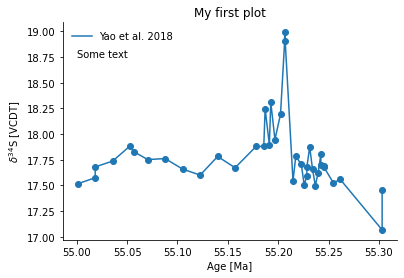 My first plot
Yao et al. 2018
Some text
δ³⁴S [VCDT]
19.00
18.75
18.50
18.25
18.00
17.75
17.50
17.25
17.00
55.00 55.05 55.10 55.15 55.20 55.25 55.30
Age [Ma]